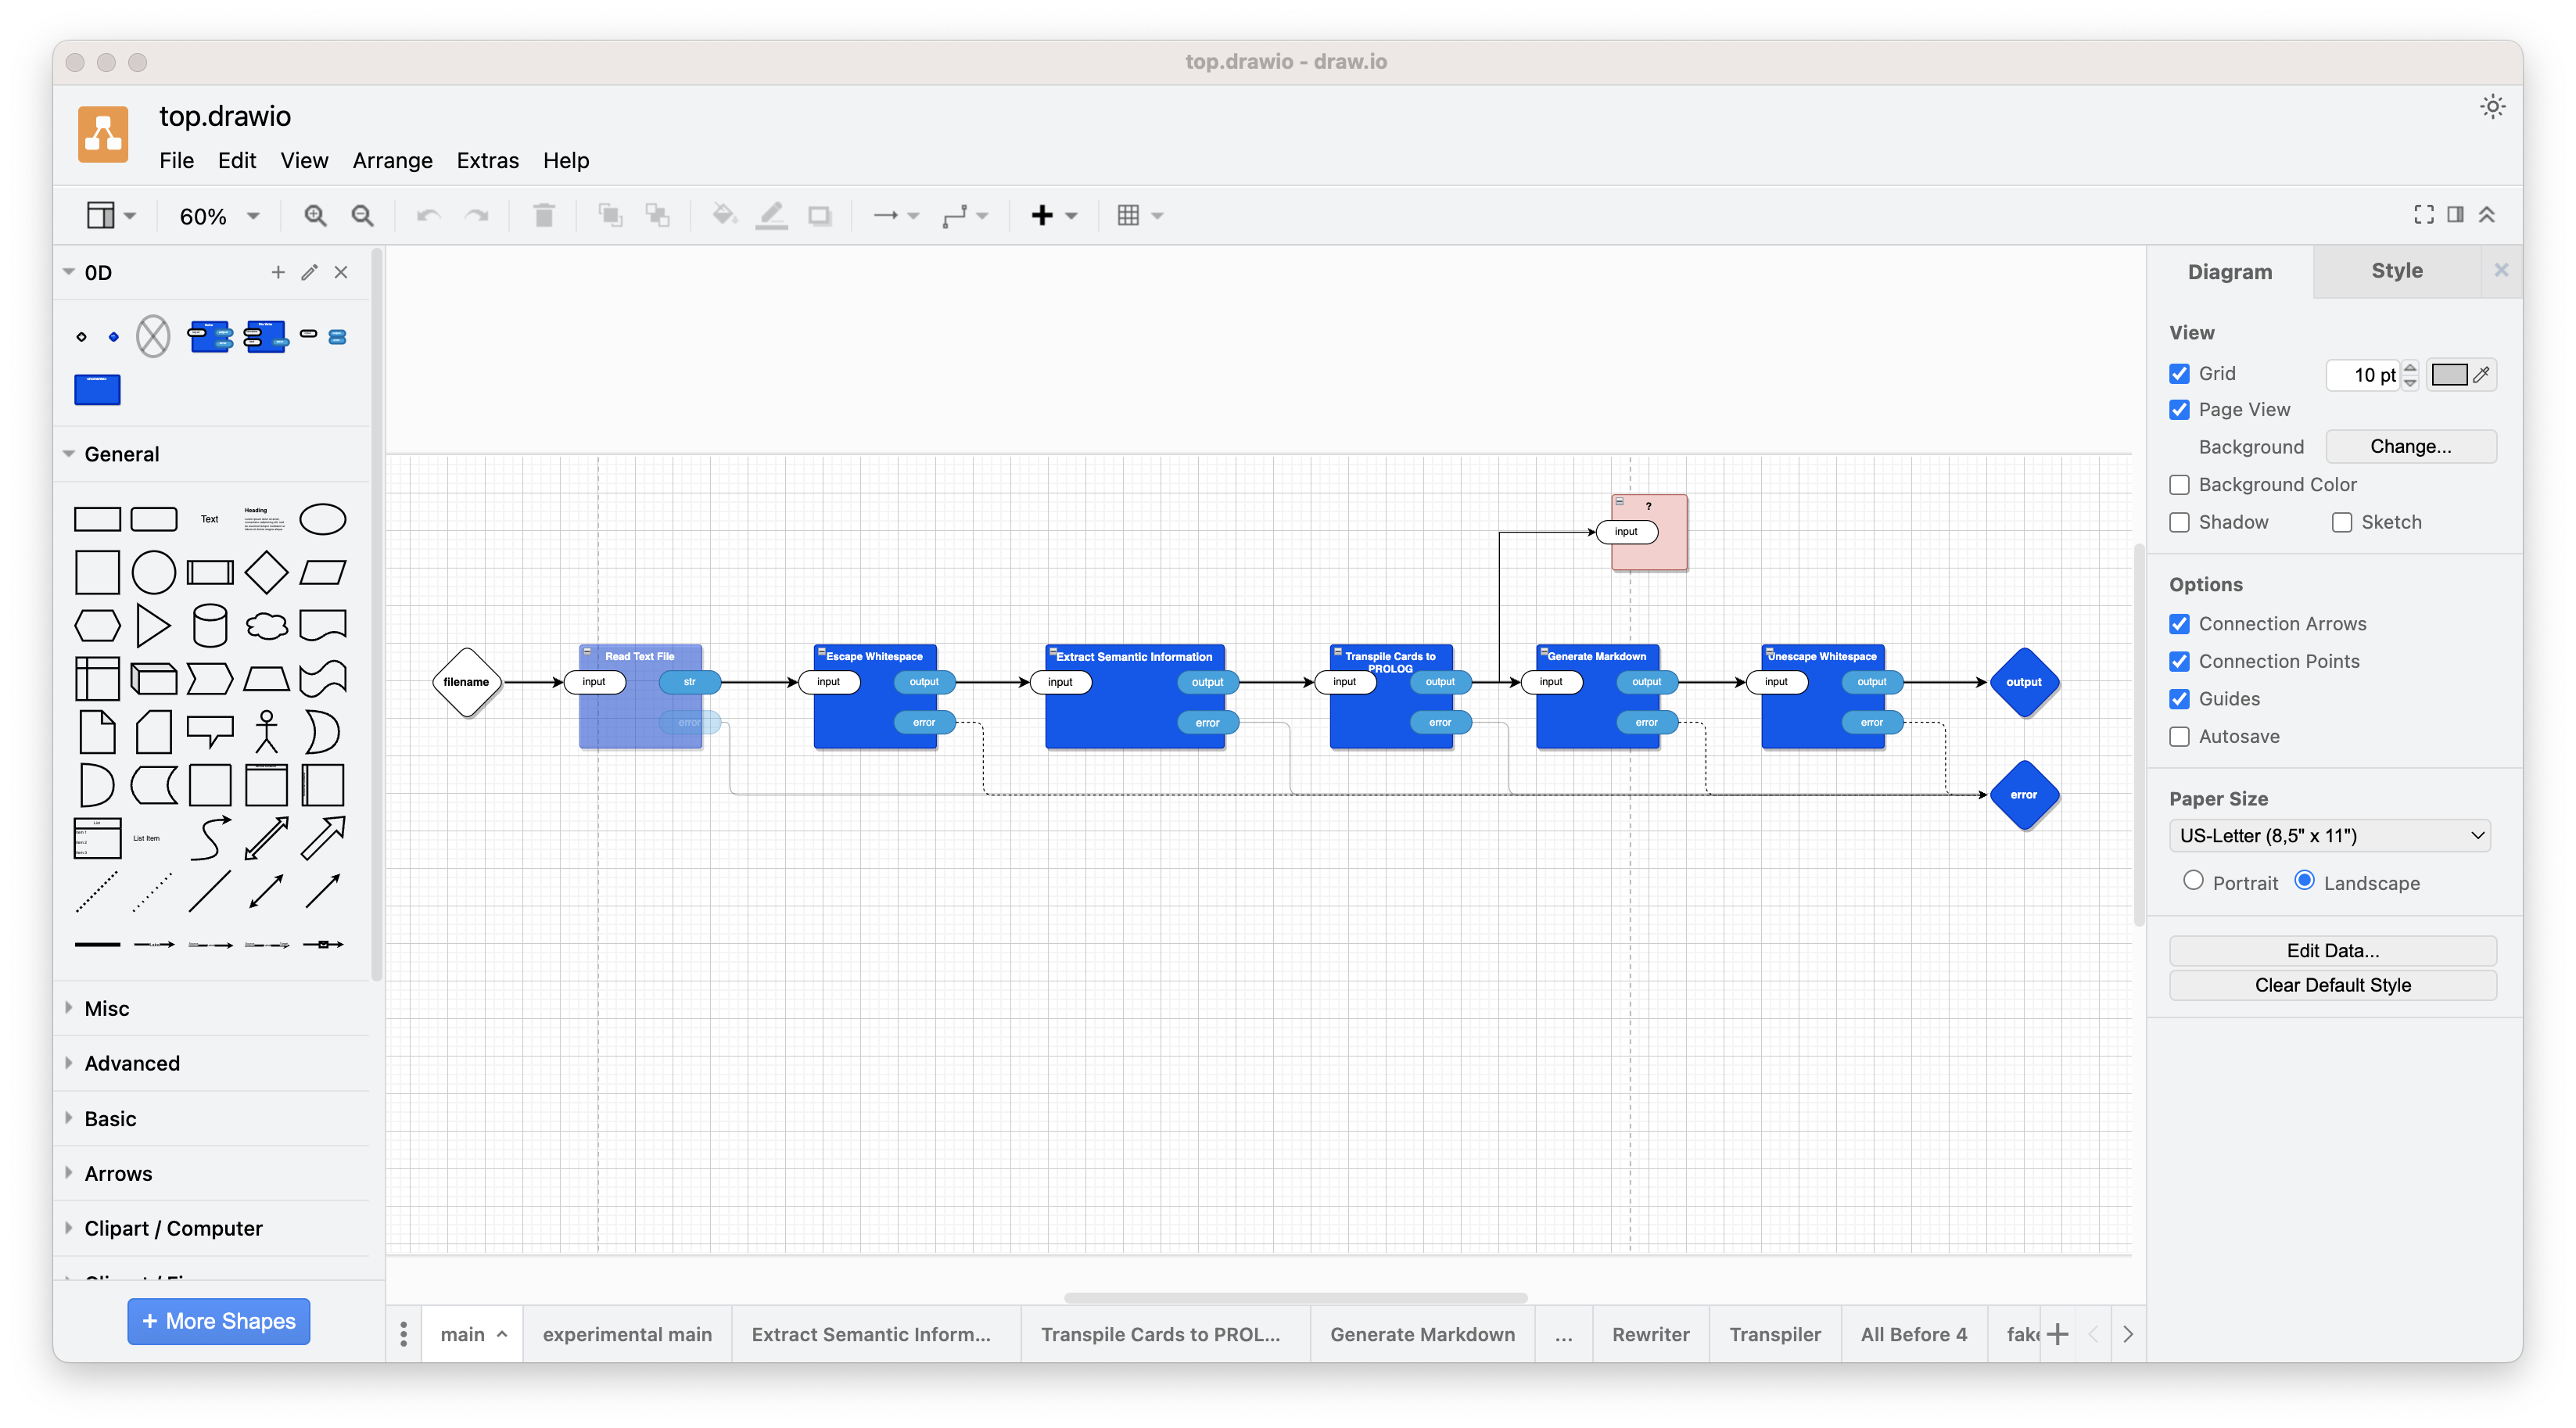 top.drawio - draw.io
top.drawio
File Edit View Arrange Extras Help
60%
0D
General
Text
Heading
List
List Item
Misc
Advanced
Basic
Arrows
Clipart / Computer
+ More Shapes
?
input
filename
Read Text File
input
str
error
Escape Whitespace
input
output
error
Extract Semantic Information
input
output
error
Transpile Cards to
PROLOG
input
output
error
Generate Markdown
input
output
error
Unescape Whitespace
input
output
error
output
error
main
experimental main
Extract Semantic Inform...
Transpile Cards to PROL...
Generate Markdown
...
Rewriter
Transpiler
All Before 4
Diagram
Style
View
Grid
10 pt
Page View
Background
Change...
Background Color
Shadow
Sketch
Options
Connection Arrows
Connection Points
Guides
Autosave
Paper Size
US-Letter (8,5" x 11")
Portrait
Landscape
Edit Data...
Clear Default Style